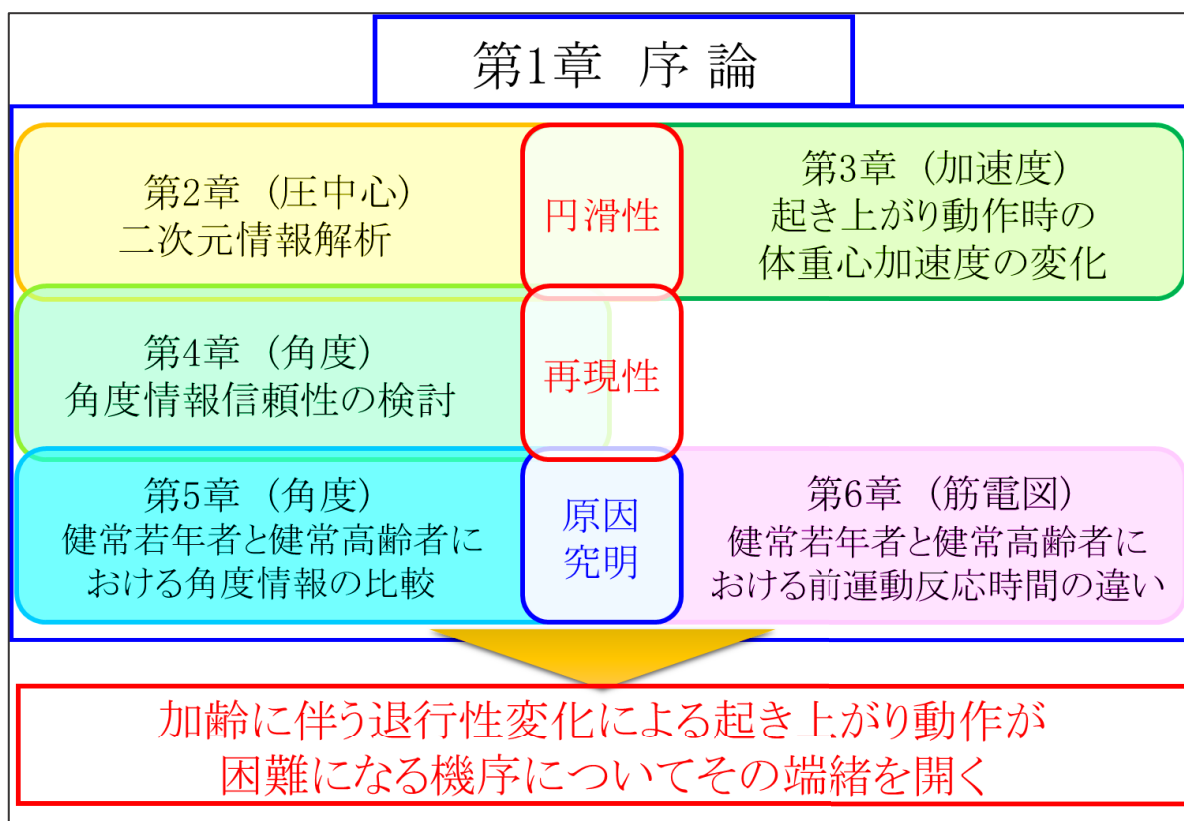 第1章 序 論
第2章 (圧中心)
二次元情報解析
円滑性
第3章 (加速度)
起き上がり動作時の
体重心加速度の変化
第4章 (角度)
角度情報信頼性の検討
再現性
第5章 (角度)
健常若年者と健常高齢者に
おける角度情報の比較
原因
究明
第6章 (筋電図)
健常若年者と健常高齢者に
おける前運動反応時間の違い
加齢に伴う退行性変化による起き上がり動作が
困難になる機序についてその端緒を開く